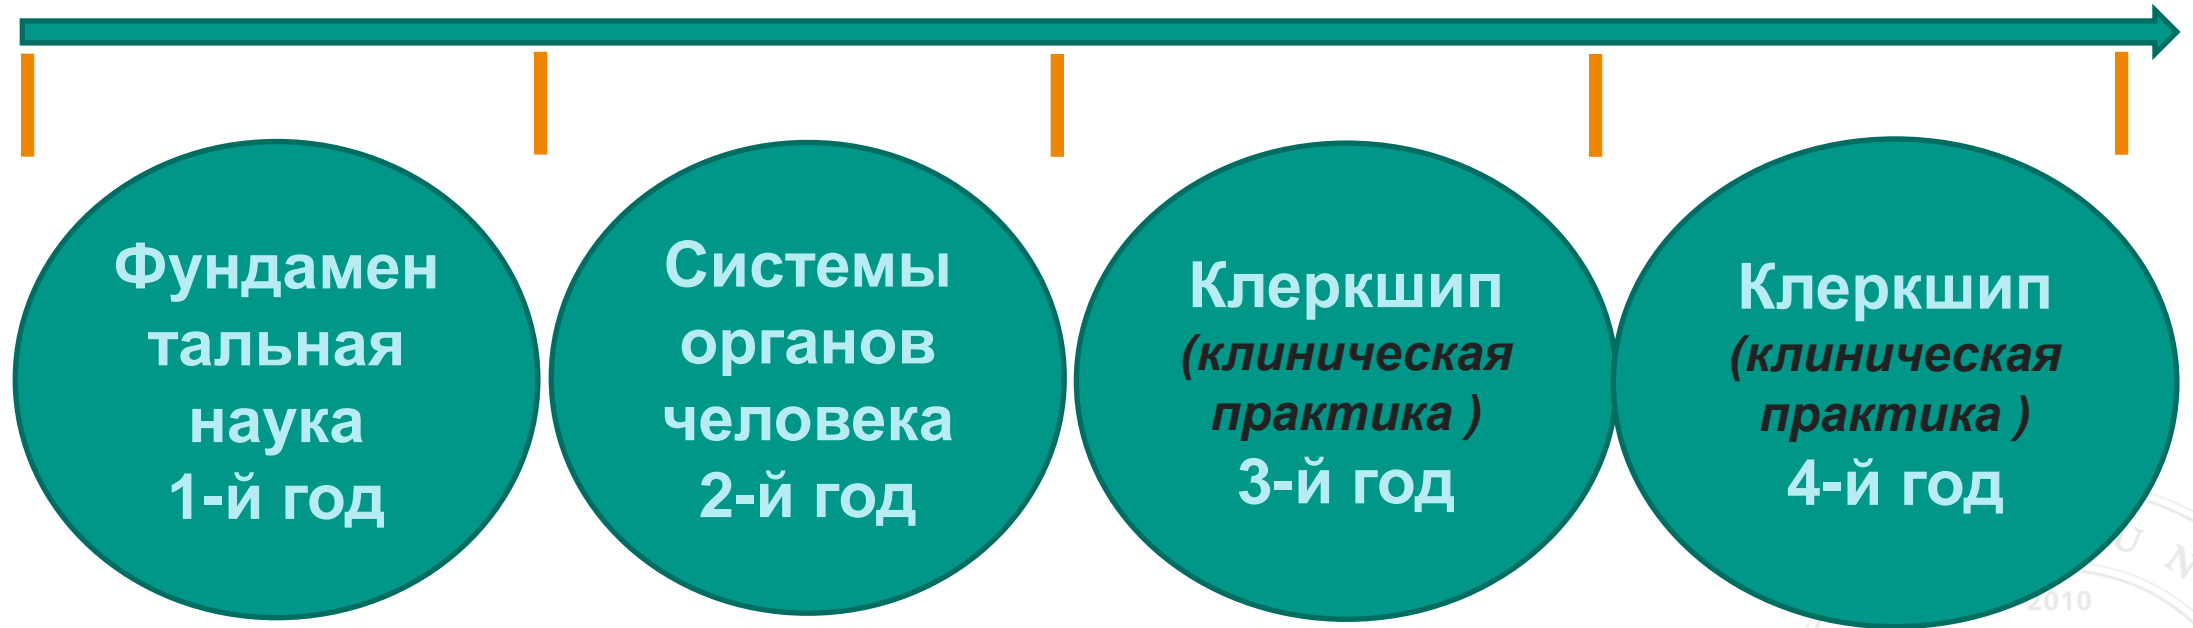 Фундамен
тальная
наука
1-й год
Системы
органов
человека
2-й год
Клеркшип
(клиническая
практика )
3-й год
Клеркшип
(клиническая
практика )
4-й год
U N
2010